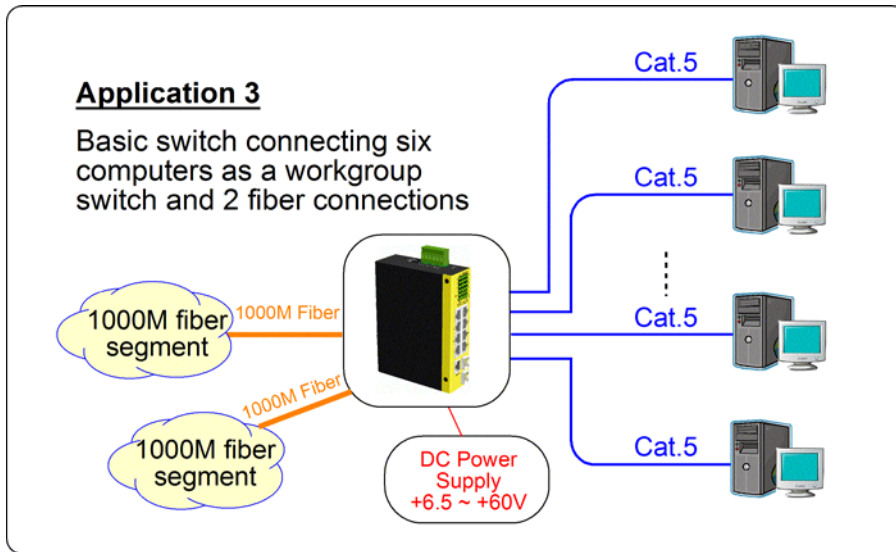 Application 3
Basic switch connecting six
computers as a workgroup
switch and 2 fiber connections
Cat.5
Cat.5
Cat.5
Cat.5
1000M fiber
segment
1000M Fiber
1000M fiber
segment
1000M Fiber
DC Power
Supply
+6.5 ~ +60V